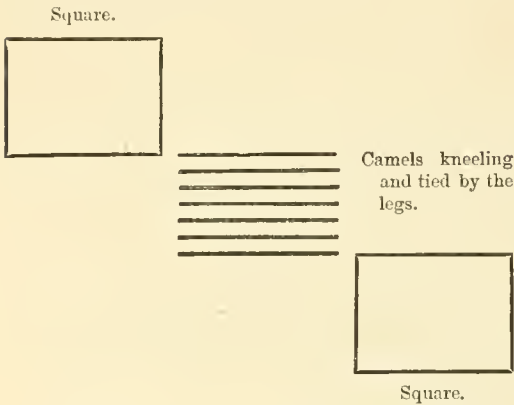 Square.
Camels kneeling
and tied by the
legs.
Square.